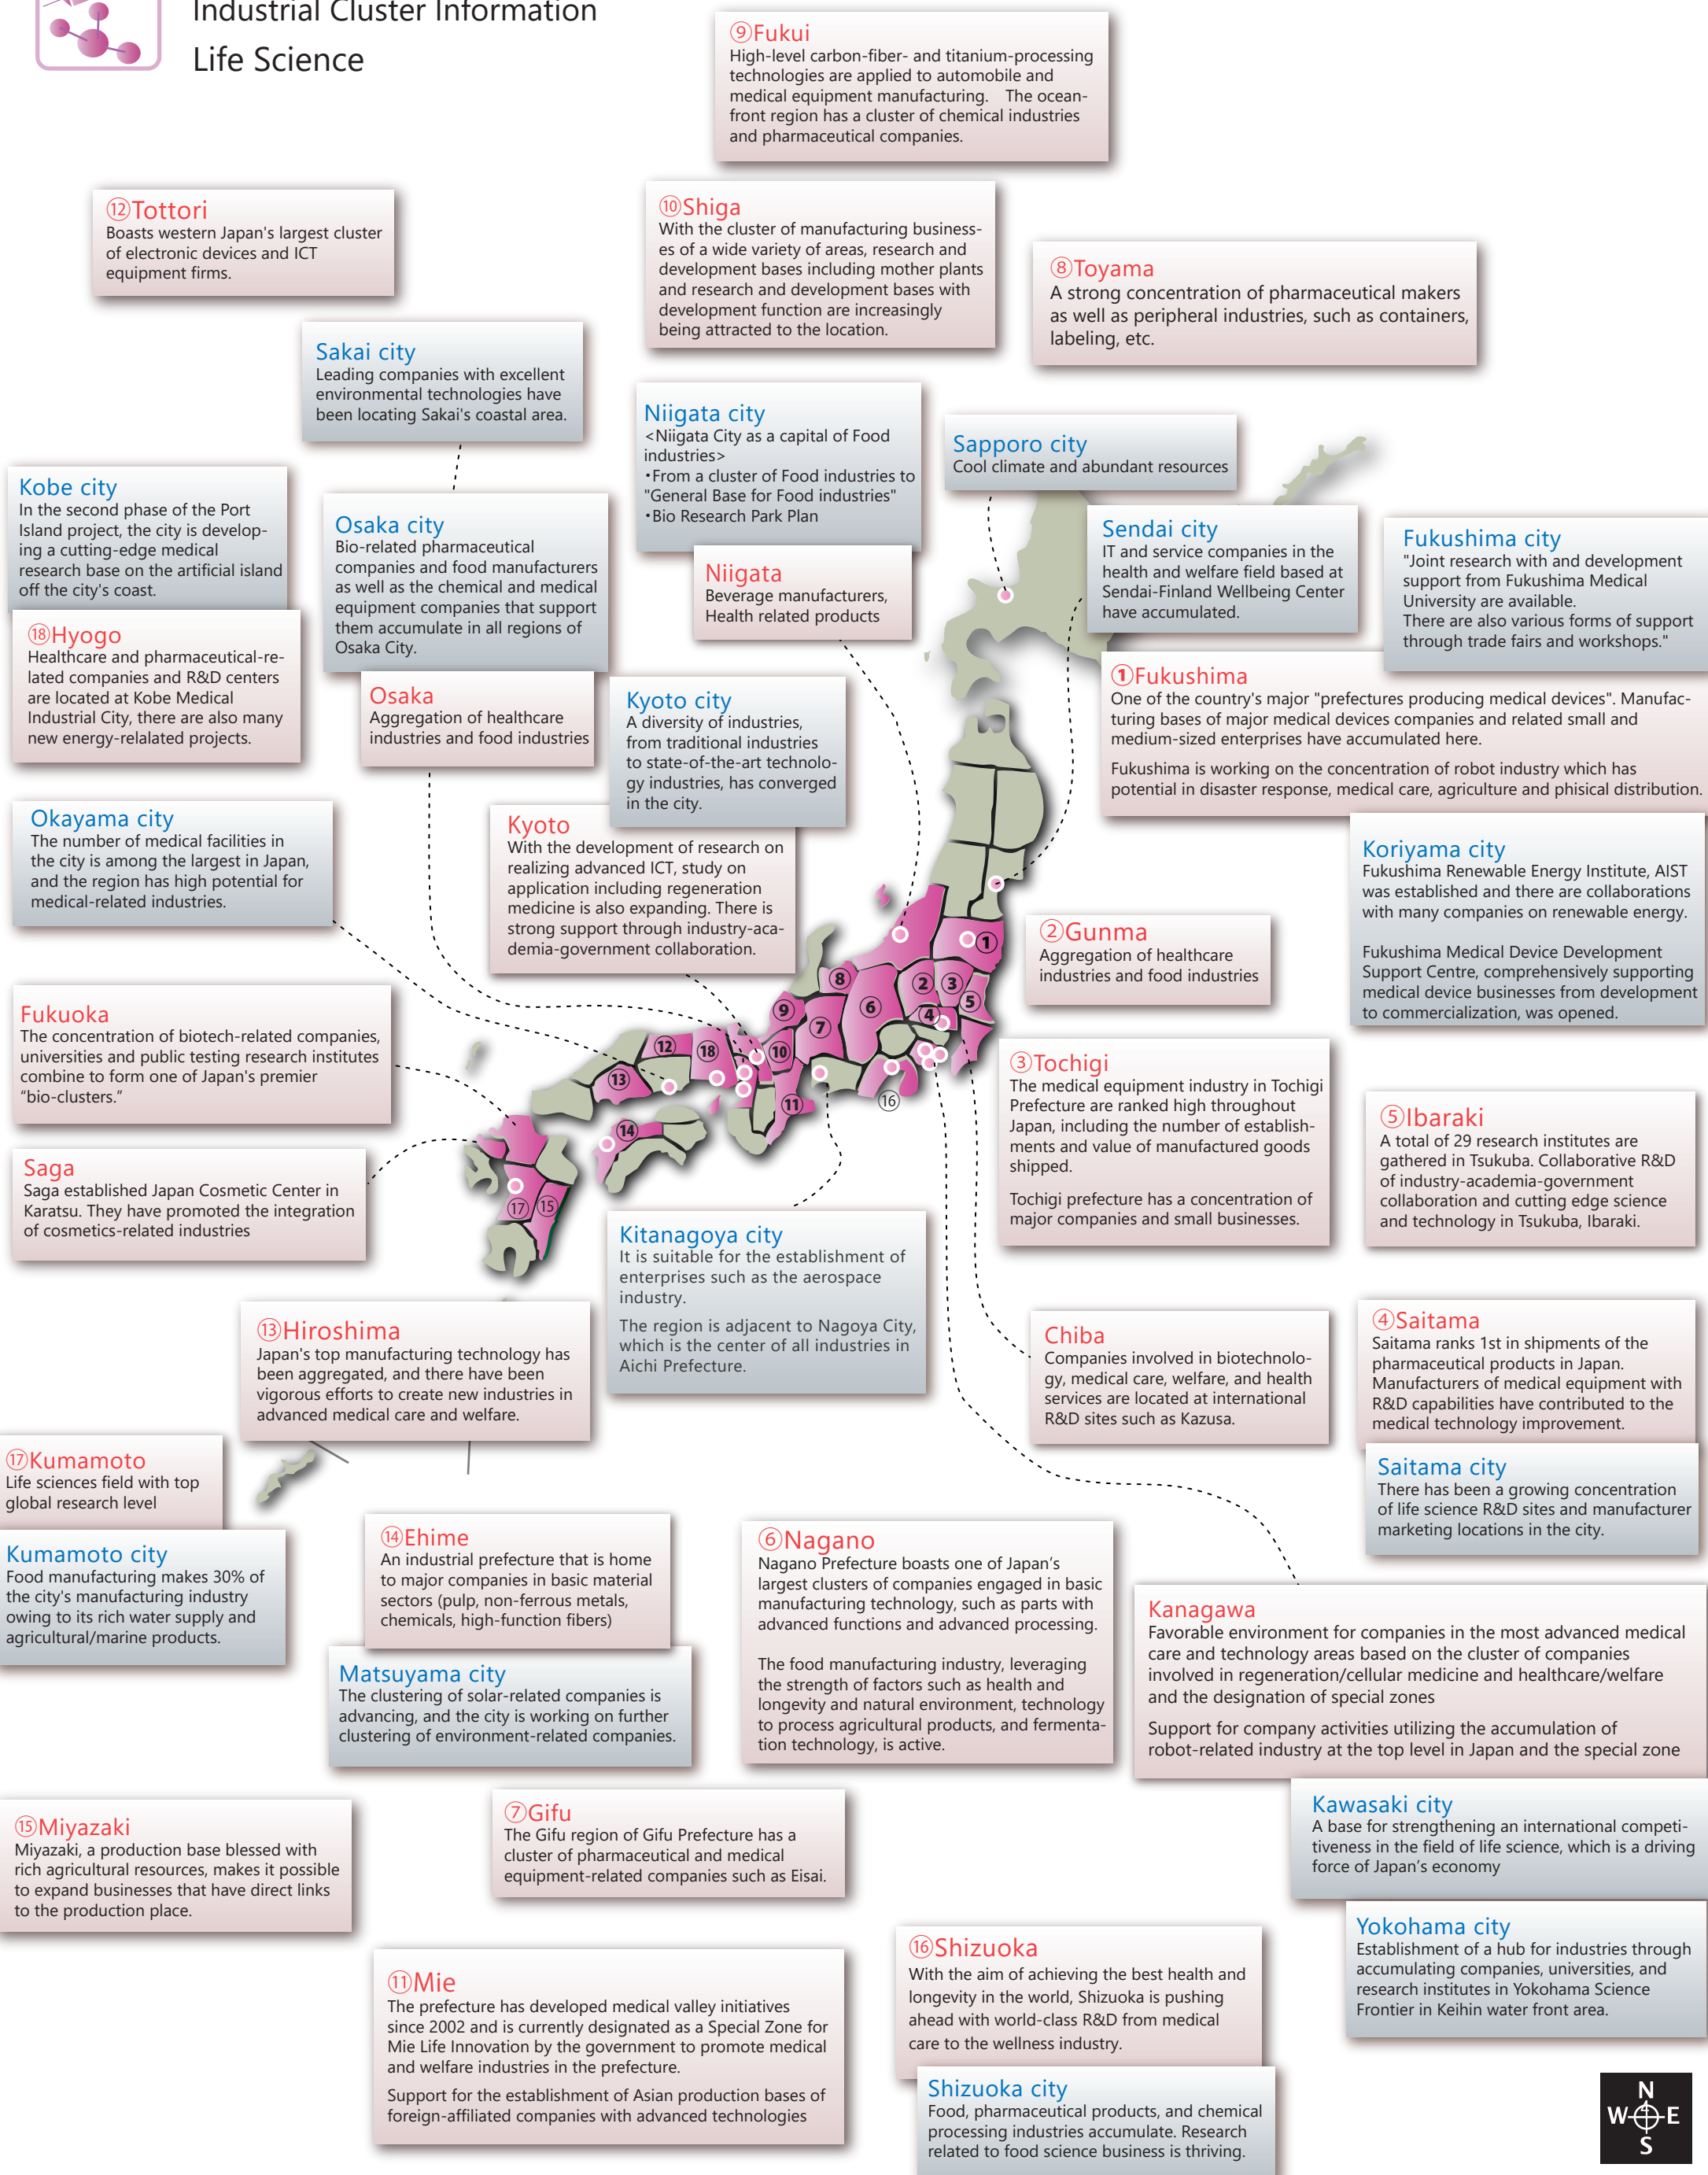 Industrial Cluster Information
Life Science
⑨Fukui
High-level carbon-fiber- and titanium-processing
technologies are applied to automobile and
medical equipment manufacturing. The ocean-
front region has a cluster of chemical industries
and pharmaceutical companies.
⑫Tottori
Boasts western Japan's largest cluster
of electronic devices and ICT
equipment firms.
⑩Shiga
With the cluster of manufacturing business-
es of a wide variety of areas, research and
development bases including mother plants
and research and development bases with
development function are increasingly
being attracted to the location.
⑧Toyama
A strong concentration of pharmaceutical makers
as well as peripheral industries, such as containers,
labeling, etc.
Sakai city
Leading companies with excellent
environmental technologies have
been locating Sakai's coastal area.
Niigata city
<Niigata City as a capital of Food
industries>
・From a cluster of Food industries to
"General Base for Food industries"
・Bio Research Park Plan
Niigata
Beverage manufacturers,
Health related products
Sapporo city
Cool climate and abundant resources
Kobe city
In the second phase of the Port
Island project, the city is develop-
ing a cutting-edge medical
research base on the artificial island
off the city's coast.
⑱Hyogo
Healthcare and pharmaceutical-re-
lated companies and R&D centers
are located at Kobe Medical
Industrial City, there are also many
new energy-relalated projects.
Osaka city
Bio-related pharmaceutical
companies and food manufacturers
as well as the chemical and medical
equipment companies that support
them accumulate in all regions of
Osaka City.
Osaka
Aggregation of healthcare
industries and food industries
Sendai city
IT and service companies in the
health and welfare field based at
Sendai-Finland Wellbeing Center
have accumulated.
Fukushima city
"Joint research with and development
support from Fukushima Medical
University are available.
There are also various forms of support
through trade fairs and workshops."
①Fukushima
One of the country's major "prefectures producing medical devices". Manufac-
turing bases of major medical devices companies and related small and
medium-sized enterprises have accumulated here.
Fukushima is working on the concentration of robot industry which has
potential in disaster response, medical care, agriculture and phisical distribution.
Kyoto city
A diversity of industries,
from traditional industries
to state-of-the-art technolo-
gy industries, has converged
in the city.
Kyoto
With the development of research on
realizing advanced ICT, study on
application including regeneration
medicine is also expanding. There is
strong support through industry-aca-
demia-government collaboration.
Okayama city
The number of medical facilities in
the city is among the largest in Japan,
and the region has high potential for
medical-related industries.
Koriyama city
Fukushima Renewable Energy Institute, AIST
was established and there are collaborations
with many companies on renewable energy.
Fukushima Medical Device Development
Support Centre, comprehensively supporting
medical device businesses from development
to commercialization, was opened.
②Gunma
Aggregation of healthcare
industries and food industries
Fukuoka
The concentration of biotech-related companies,
universities and public testing research institutes
combine to form one of Japan's premier
“bio-clusters.”
Saga
Saga established Japan Cosmetic Center in
Karatsu. They have promoted the integration
of cosmetics-related industries
①
②
③
④
⑤
⑥
⑦
⑧
⑨
⑩
⑪
⑫
⑬
⑭
⑮
⑯
⑰
⑱
③Tochigi
The medical equipment industry in Tochigi
Prefecture are ranked high throughout
Japan, including the number of establish-
ments and value of manufactured goods
shipped.
Tochigi prefecture has a concentration of
major companies and small businesses.
⑤Ibaraki
A total of 29 research institutes are
gathered in Tsukuba. Collaborative R&D
of industry-academia-government
collaboration and cutting edge science
and technology in Tsukuba, Ibaraki.
Kitanagoya city
It is suitable for the establishment of
enterprises such as the aerospace
industry.
The region is adjacent to Nagoya City,
which is the center of all industries in
Aichi Prefecture.
⑬Hiroshima
Japan's top manufacturing technology has
been aggregated, and there have been
vigorous efforts to create new industries in
advanced medical care and welfare.
Chiba
Companies involved in biotechnolo-
gy, medical care, welfare, and health
services are located at international
R&D sites such as Kazusa.
④Saitama
Saitama ranks 1st in shipments of the
pharmaceutical products in Japan.
Manufacturers of medical equipment with
R&D capabilities have contributed to the
medical technology improvement.
Saitama city
There has been a growing concentration
of life science R&D sites and manufacturer
marketing locations in the city.
⑰Kumamoto
Life sciences field with top
global research level
Kumamoto city
Food manufacturing makes 30% of
the city's manufacturing industry
owing to its rich water supply and
agricultural/marine products.
⑭Ehime
An industrial prefecture that is home
to major companies in basic material
sectors (pulp, non-ferrous metals,
chemicals, high-function fibers)
Matsuyama city
The clustering of solar-related companies is
advancing, and the city is working on further
clustering of environment-related companies.
⑥Nagano
Nagano Prefecture boasts one of Japan's
largest clusters of companies engaged in basic
manufacturing technology, such as parts with
advanced functions and advanced processing.
The food manufacturing industry, leveraging
the strength of factors such as health and
longevity and natural environment, technology
to process agricultural products, and fermenta-
tion technology, is active.
Kanagawa
Favorable environment for companies in the most advanced medical
care and technology areas based on the cluster of companies
involved in regeneration/cellular medicine and healthcare/welfare
and the designation of special zones
Support for company activities utilizing the accumulation of
robot-related industry at the top level in Japan and the special zone
Kawasaki city
A base for strengthening an international competi-
tiveness in the field of life science, which is a driving
force of Japan's economy
Yokohama city
Establishment of a hub for industries through
accumulating companies, universities, and
research institutes in Yokohama Science
Frontier in Keihin water front area.
⑮Miyazaki
Miyazaki, a production base blessed with
rich agricultural resources, makes it possible
to expand businesses that have direct links
to the production place.
⑦Gifu
The Gifu region of Gifu Prefecture has a
cluster of pharmaceutical and medical
equipment-related companies such as Eisai.
⑪Mie
The prefecture has developed medical valley initiatives
since 2002 and is currently designated as a Special Zone for
Mie Life Innovation by the government to promote medical
and welfare industries in the prefecture.
Support for the establishment of Asian production bases of
foreign-affiliated companies with advanced technologies
⑯Shizuoka
With the aim of achieving the best health and
longevity in the world, Shizuoka is pushing
ahead with world-class R&D from medical
care to the wellness industry.
Shizuoka city
Food, pharmaceutical products, and chemical
processing industries accumulate. Research
related to food science business is thriving.
N
W E
S